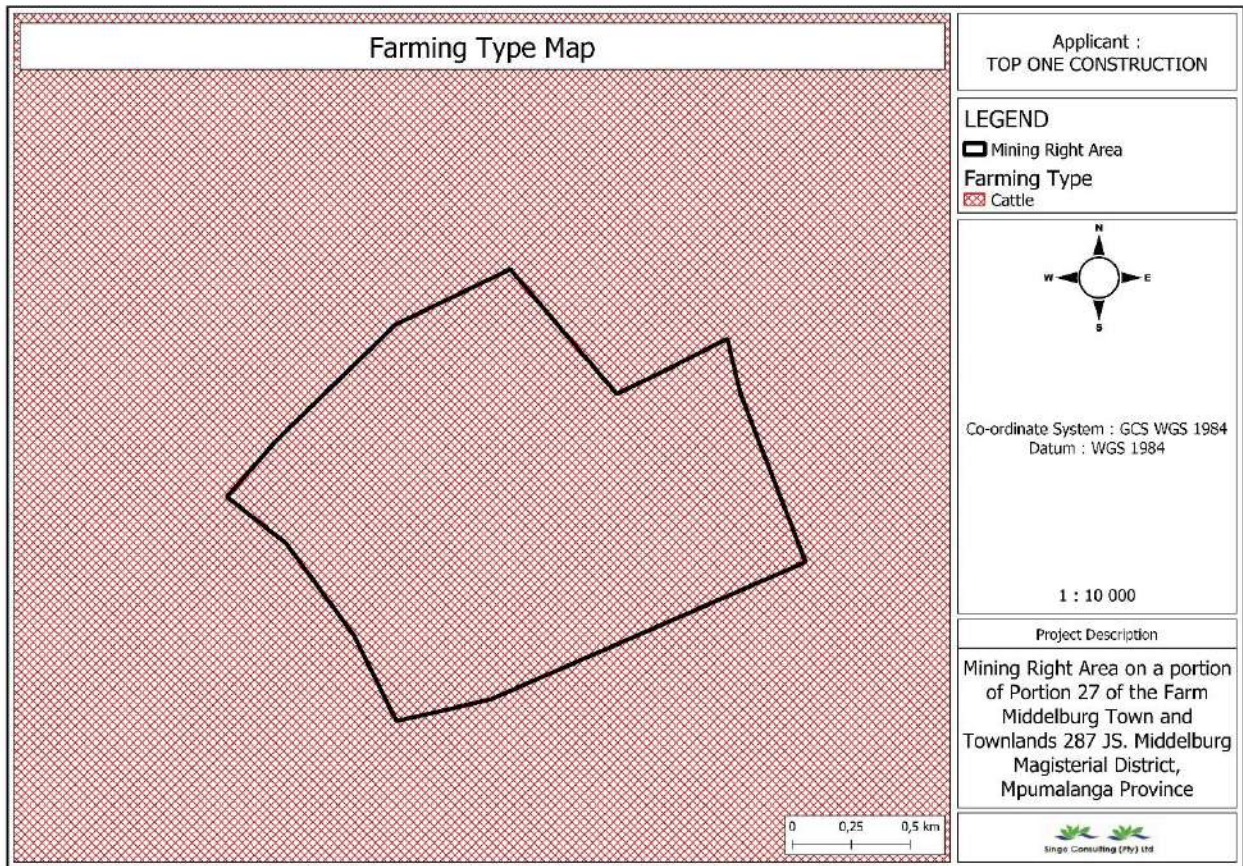 Farming Type Map
Applicant :
TOP ONE CONSTRUCTION
LEGEND
Mining Right Area
Farming Type
Cattle
N
W
E
S
Co-ordinate System : GCS WGS 1984
Datum : WGS 1984
1 : 10 000
Project Description
Mining Right Area on a portion
of Portion 27 of the Farm
Middelburg Town and
Townlands 287 JS. Middelburg
Magisterial District,
Mpumalanga Province
0 0,25 0,5 km
Singo Consulting (Pty) Ltd